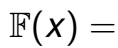 𝔽(x) =